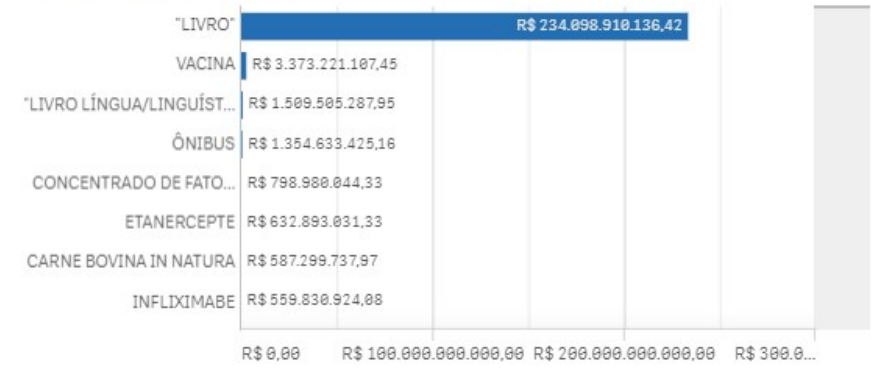 "LIVRO" R$ 234.098.910.136,42
VACINA R$ 3.373.221.107,45
"LIVRO LÍNGUA/LINGUÍST... R$ 1.509.505.287,95
ÔNIBUS R$ 1.354.633.425,16
CONCENTRADO DE FATO... R$ 798.980.044,33
ETANERCEPTE R$ 632.893.031,33
CARNE BOVINA IN NATURA R$ 587.299.737,97
INFLIXIMABE R$ 559.830.924,08
R$ 0,00 R$ 100.000.000.000,00 R$ 200.000.000.000,00 R$ 300.0...